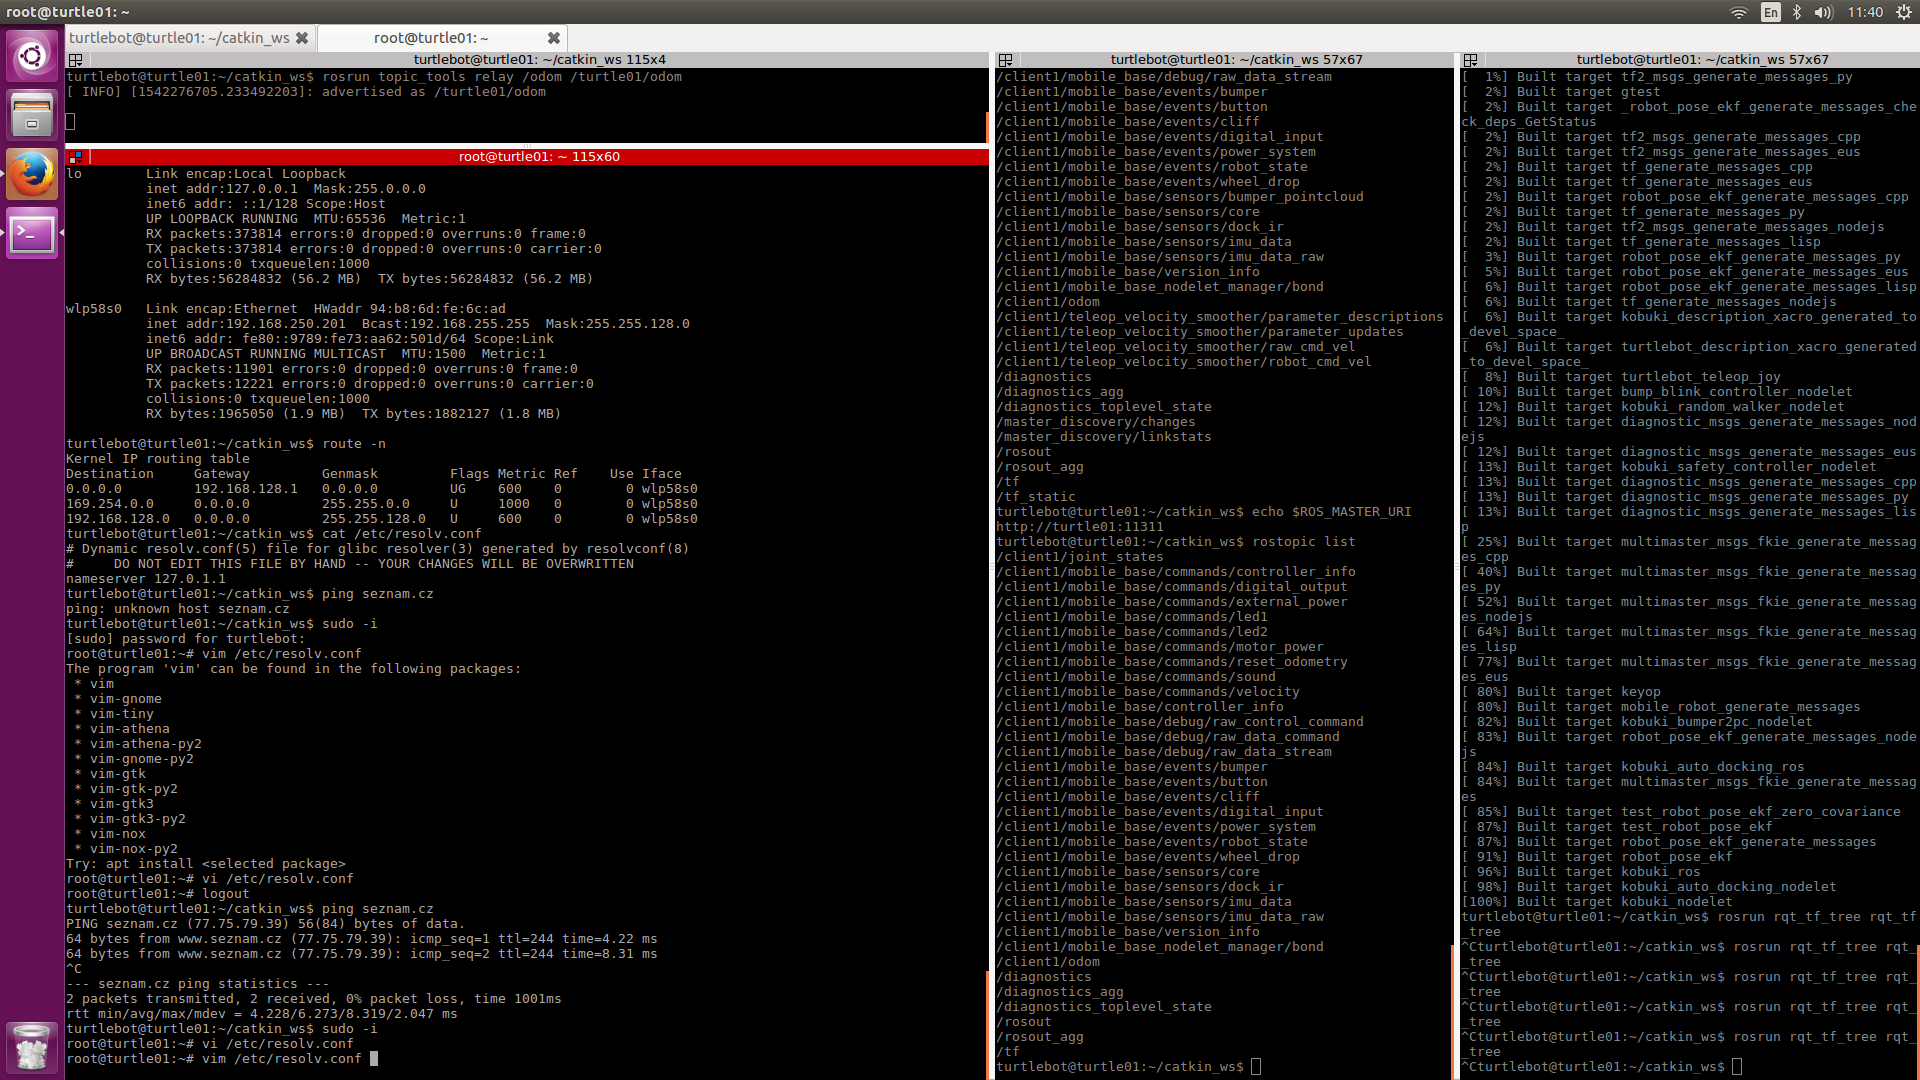 root@turtle01: ~
En
11:40
turtlebot@turtle01: ~/catkin_ws
root@turtle01: ~
turtlebot@turtle01: ~/catkin_ws 115x4
turtlebot@turtle01:~/catkin_ws$ rosrun topic_tools relay /odom /turtle01/odom
[ INFO] [1542276705.233492203]: advertised as /turtle01/odom
root@turtle01: ~ 115x60
lo        Link encap:Local Loopback
inet addr:127.0.0.1  Mask:255.0.0.0
inet6 addr: ::1/128 Scope:Host
UP LOOPBACK RUNNING  MTU:65536  Metric:1
RX packets:373814 errors:0 dropped:0 overruns:0 frame:0
TX packets:373814 errors:0 dropped:0 overruns:0 carrier:0
collisions:0 txqueuelen:1000
RX bytes:56284832 (56.2 MB)  TX bytes:56284832 (56.2 MB)
wlp58s0   Link encap:Ethernet  HWaddr 94:b8:6d:fe:6c:ad
inet addr:192.168.250.201  Bcast:192.168.255.255  Mask:255.255.128.0
inet6 addr: fe80::9789:fe73:aa62:501d/64 Scope:Link
UP BROADCAST RUNNING MULTICAST  MTU:1500  Metric:1
RX packets:11901 errors:0 dropped:0 overruns:0 frame:0
TX packets:12221 errors:0 dropped:0 overruns:0 carrier:0
collisions:0 txqueuelen:1000
RX bytes:1965050 (1.9 MB)  TX bytes:1882127 (1.8 MB)
turtlebot@turtle01:~/catkin_ws$ route -n
Kernel IP routing table
Destination     Gateway         Genmask         Flags Metric Ref    Use Iface
0.0.0.0         192.168.128.1   0.0.0.0         UG    600    0        0 wlp58s0
169.254.0.0     0.0.0.0         255.255.0.0     U     1000   0        0 wlp58s0
192.168.128.0   0.0.0.0         255.255.128.0   U     600    0        0 wlp58s0
turtlebot@turtle01:~/catkin_ws$ cat /etc/resolv.conf
# Dynamic resolv.conf(5) file for glibc resolver(3) generated by resolvconf(8)
#     DO NOT EDIT THIS FILE BY HAND -- YOUR CHANGES WILL BE OVERWRITTEN
nameserver 127.0.1.1
turtlebot@turtle01:~/catkin_ws$ ping seznam.cz
ping: unknown host seznam.cz
turtlebot@turtle01:~/catkin_ws$ sudo -i
[sudo] password for turtlebot:
root@turtle01:~# vim /etc/resolv.conf
The program 'vim' can be found in the following packages:
* vim
* vim-gnome
* vim-tiny
* vim-athena
* vim-athena-py2
* vim-gnome-py2
* vim-gtk
* vim-gtk-py2
* vim-gtk3
* vim-gtk3-py2
* vim-nox
* vim-nox-py2
Try: apt install <selected package>
root@turtle01:~# vi /etc/resolv.conf
root@turtle01:~# logout
turtlebot@turtle01:~/catkin_ws$ ping seznam.cz
PING seznam.cz (77.75.79.39) 56(84) bytes of data.
64 bytes from www.seznam.cz (77.75.79.39): icmp_seq=1 ttl=244 time=4.22 ms
64 bytes from www.seznam.cz (77.75.79.39): icmp_seq=2 ttl=244 time=8.31 ms
^C
--- seznam.cz ping statistics ---
2 packets transmitted, 2 received, 0% packet loss, time 1001ms
rtt min/avg/max/mdev = 4.228/6.273/8.319/2.047 ms
turtlebot@turtle01:~/catkin_ws$ sudo -i
root@turtle01:~# vi /etc/resolv.conf
root@turtle01:~# vim /etc/resolv.conf
turtlebot@turtle01: ~/catkin_ws 57x67
/client1/mobile_base/debug/raw_data_stream
/client1/mobile_base/events/bumper
/client1/mobile_base/events/button
/client1/mobile_base/events/cliff
/client1/mobile_base/events/digital_input
/client1/mobile_base/events/power_system
/client1/mobile_base/events/robot_state
/client1/mobile_base/events/wheel_drop
/client1/mobile_base/sensors/bumper_pointcloud
/client1/mobile_base/sensors/core
/client1/mobile_base/sensors/dock_ir
/client1/mobile_base/sensors/imu_data
/client1/mobile_base/sensors/imu_data_raw
/client1/mobile_base/version_info
/client1/mobile_base_nodelet_manager/bond
/client1/odom
/client1/teleop_velocity_smoother/parameter_descriptions
/client1/teleop_velocity_smoother/parameter_updates
/client1/teleop_velocity_smoother/raw_cmd_vel
/client1/teleop_velocity_smoother/robot_cmd_vel
/diagnostics
/diagnostics_agg
/diagnostics_toplevel_state
/master_discovery/changes
/master_discovery/linkstats
/rosout
/rosout_agg
/tf
/tf_static
turtlebot@turtle01:~/catkin_ws$ echo $ROS_MASTER_URI
http://turtle01:11311
turtlebot@turtle01:~/catkin_ws$ rostopic list
/client1/joint_states
/client1/mobile_base/commands/controller_info
/client1/mobile_base/commands/digital_output
/client1/mobile_base/commands/external_power
/client1/mobile_base/commands/led1
/client1/mobile_base/commands/led2
/client1/mobile_base/commands/motor_power
/client1/mobile_base/commands/reset_odometry
/client1/mobile_base/commands/sound
/client1/mobile_base/commands/velocity
/client1/mobile_base/controller_info
/client1/mobile_base/debug/raw_control_command
/client1/mobile_base/debug/raw_data_command
/client1/mobile_base/debug/raw_data_stream
/client1/mobile_base/events/bumper
/client1/mobile_base/events/button
/client1/mobile_base/events/cliff
/client1/mobile_base/events/digital_input
/client1/mobile_base/events/power_system
/client1/mobile_base/events/robot_state
/client1/mobile_base/events/wheel_drop
/client1/mobile_base/sensors/core
/client1/mobile_base/sensors/dock_ir
/client1/mobile_base/sensors/imu_data
/client1/mobile_base/sensors/imu_data_raw
/client1/mobile_base/version_info
/client1/mobile_base_nodelet_manager/bond
/client1/odom
/diagnostics
/diagnostics_agg
/diagnostics_toplevel_state
/rosout
/rosout_agg
/tf
turtlebot@turtle01:~/catkin_ws$
turtlebot@turtle01: ~/catkin_ws 57x67
[  1%] Built target tf2_msgs_generate_messages_py
[  2%] Built target gtest
[  2%] Built target _robot_pose_ekf_generate_messages_che
ck_deps_GetStatus
[  2%] Built target tf2_msgs_generate_messages_cpp
[  2%] Built target tf2_msgs_generate_messages_eus
[  2%] Built target tf_generate_messages_cpp
[  2%] Built target tf_generate_messages_eus
[  2%] Built target robot_pose_ekf_generate_messages_cpp
[  2%] Built target tf_generate_messages_py
[  2%] Built target tf2_msgs_generate_messages_nodejs
[  2%] Built target tf_generate_messages_lisp
[  3%] Built target robot_pose_ekf_generate_messages_py
[  5%] Built target robot_pose_ekf_generate_messages_eus
[  6%] Built target robot_pose_ekf_generate_messages_lisp
[  6%] Built target tf_generate_messages_nodejs
[  6%] Built target kobuki_description_xacro_generated_to
_devel_space_
[  6%] Built target turtlebot_description_xacro_generated
_to_devel_space_
[  8%] Built target turtlebot_teleop_joy
[ 10%] Built target bump_blink_controller_nodelet
[ 12%] Built target kobuki_random_walker_nodelet
[ 12%] Built target diagnostic_msgs_generate_messages_nod
ejs
[ 12%] Built target diagnostic_msgs_generate_messages_eus
[ 13%] Built target kobuki_safety_controller_nodelet
[ 13%] Built target diagnostic_msgs_generate_messages_cpp
[ 13%] Built target diagnostic_msgs_generate_messages_py
[ 13%] Built target diagnostic_msgs_generate_messages_lis
p
[ 25%] Built target multimaster_msgs_fkie_generate_messag
es_cpp
[ 40%] Built target multimaster_msgs_fkie_generate_messag
es_py
[ 52%] Built target multimaster_msgs_fkie_generate_messag
es_nodejs
[ 64%] Built target multimaster_msgs_fkie_generate_messag
es_lisp
[ 77%] Built target multimaster_msgs_fkie_generate_messag
es_eus
[ 80%] Built target keyop
[ 80%] Built target mobile_robot_generate_messages
[ 82%] Built target kobuki_bumper2pc_nodelet
[ 83%] Built target robot_pose_ekf_generate_messages_node
js
[ 84%] Built target kobuki_auto_docking_ros
[ 84%] Built target multimaster_msgs_fkie_generate_messag
es
[ 85%] Built target test_robot_pose_ekf_zero_covariance
[ 87%] Built target test_robot_pose_ekf
[ 87%] Built target robot_pose_ekf_generate_messages
[ 91%] Built target robot_pose_ekf
[ 96%] Built target kobuki_ros
[ 98%] Built target kobuki_auto_docking_nodelet
[100%] Built target kobuki_nodelet
turtlebot@turtle01:~/catkin_ws$ rosrun rqt_tf_tree rqt_tf
_tree
^Cturtlebot@turtle01:~/catkin_ws$ rosrun rqt_tf_tree rqt_
_tree
^Cturtlebot@turtle01:~/catkin_ws$ rosrun rqt_tf_tree rqt_
_tree
^Cturtlebot@turtle01:~/catkin_ws$ rosrun rqt_tf_tree rqt_
_tree
^Cturtlebot@turtle01:~/catkin_ws$ rosrun rqt_tf_tree rqt_
_tree
^Cturtlebot@turtle01:~/catkin_ws$